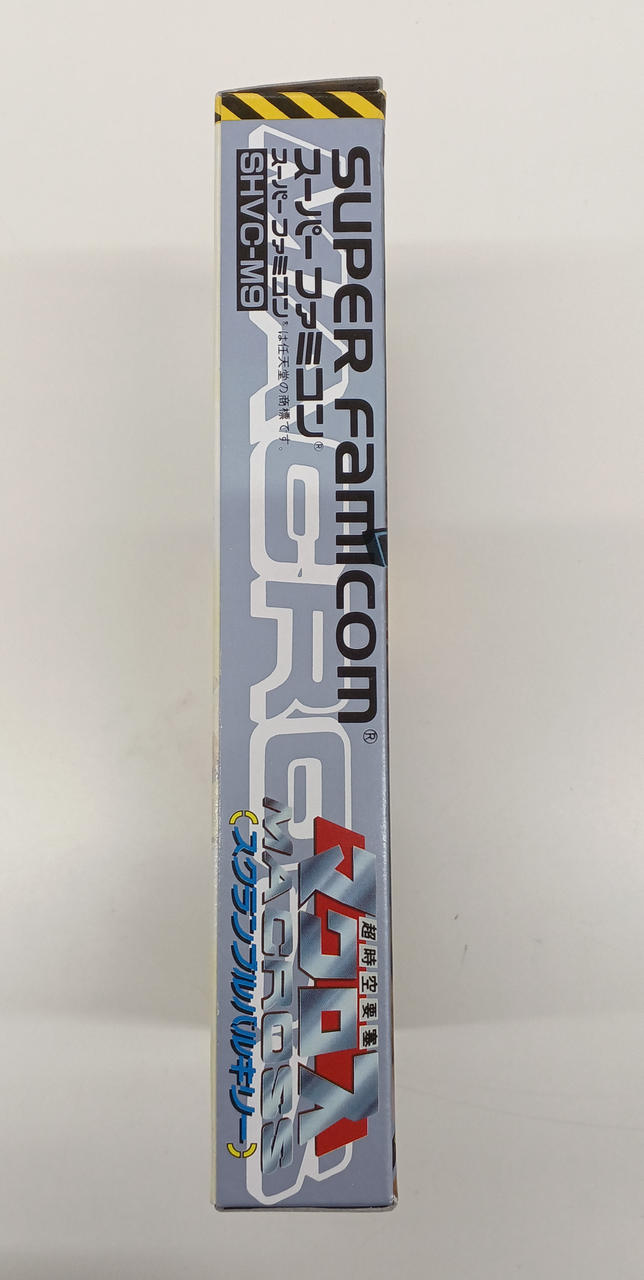 SUPER FAMICOM®
スーパーファミコン®
スーパーファミコン®は任天堂の商標です。
SHVC-M9
超時空要塞
マクロス
MACROSS
スクランブルバルキリー
MACROSS